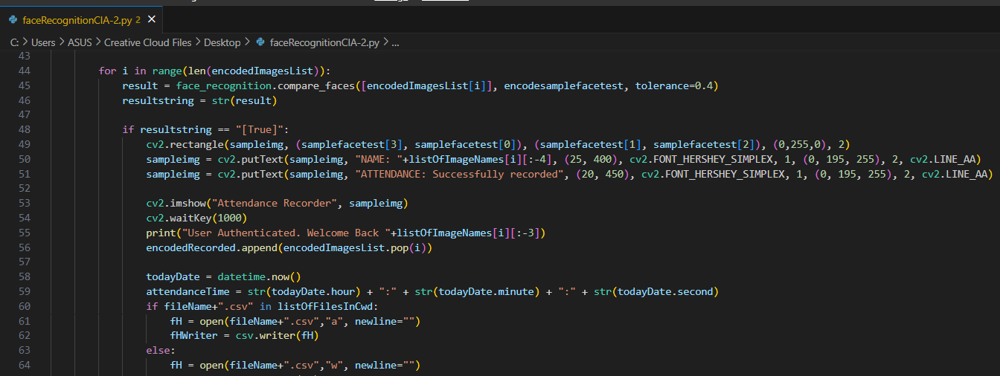 faceRecognitionCIA-2.py 2
C: > Users > ASUS > Creative Cloud Files > Desktop > faceRecognitionCIA-2.py > ...
43
44 for i in range(len(encodedImagesList)):
45 result = face_recognition.compare_faces([encodedImagesList[i]], encodesamplefacetest, tolerance=0.4)
46 resultstring = str(result)
47
48 if resultstring == "[True]":
49 cv2.rectangle(sampleimg, (samplefacetest[3], samplefacetest[0]), (samplefacetest[1], samplefacetest[2]), (0,255,0), 2)
50 sampleimg = cv2.putText(sampleimg, "NAME: "+listOfImageNames[i][:-4], (25, 400), cv2.FONT_HERSHEY_SIMPLEX, 1, (0, 195, 255), 2, cv2.LINE_AA)
51 sampleimg = cv2.putText(sampleimg, "ATTENDANCE: Successfully recorded", (20, 450), cv2.FONT_HERSHEY_SIMPLEX, 1, (0, 195, 255), 2, cv2.LINE_AA)
52
53 cv2.imshow("Attendance Recorder", sampleimg)
54 cv2.waitKey(1000)
55 print("User Authenticated. Welcome Back "+listOfImageNames[i][:-3])
56 encodedRecorded.append(encodedImagesList.pop(i))
57
58 todayDate = datetime.now()
59 attendanceTime = str(todayDate.hour) + ":" + str(todayDate.minute) + ":" + str(todayDate.second)
60 if fileName+".csv" in listOfFilesInCwd:
61 fH = open(fileName+".csv","a", newline="")
62 fHWriter = csv.writer(fH)
63 else:
64 fH = open(fileName+".csv","w", newline="")